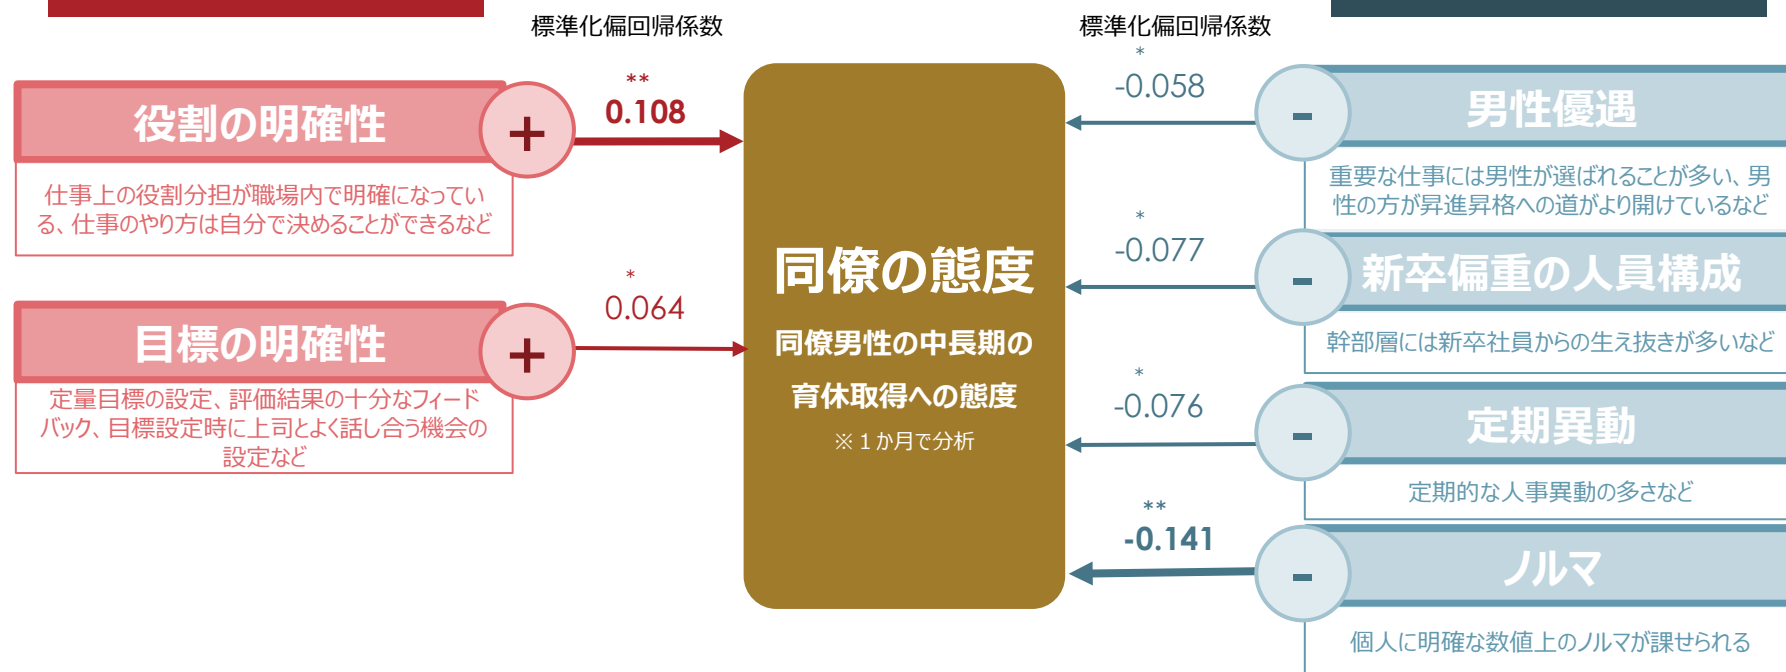 標準化偏回帰係数
**
0.108
役割の明確性
+
仕事上の役割分担が職場内で明確になってい
る、仕事のやり方は自分で決めることができるなど
*
0.064
目標の明確性
+
定量目標の設定、評価結果の十分なフィード
バック、目標設定時に上司とよく話し合う機会の
設定など
同僚の態度
同僚男性の中長期の
育休取得への態度
※１か月で分析
標準化偏回帰係数
*
-0.058
-
男性優遇
重要な仕事には男性が選ばれることが多い、男
性の方が昇進昇格への道がより開けているなど
*
-0.077
-
新卒偏重の人員構成
幹部層には新卒社員からの生え抜きが多いなど
*
-0.076
-
定期異動
定期的な人事異動の多さなど
**
-0.141
-
ノルマ
個人に明確な数値上のノルマが課せられる